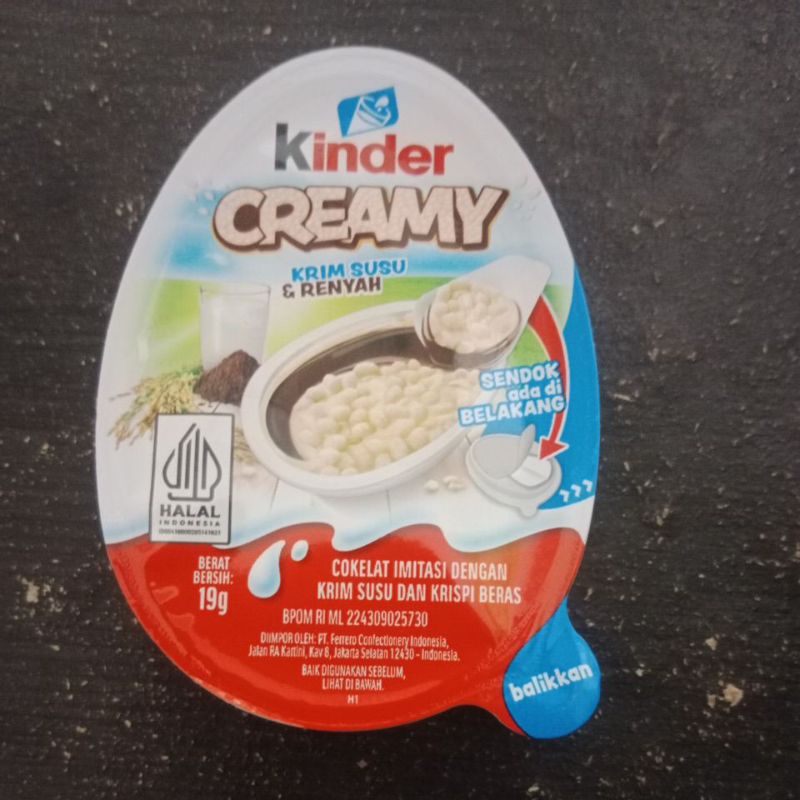 kinder
CREAMY
KRIM SUSU
& RENYAH
SENDOK
ada di
BELAKANG
HALAL
INDONESIA
BERAT
BERSIH:
19g
COKELAT IMITASI DENGAN
KRIM SUSU DAN KRISPI BERAS
BPOM RI ML 224309025730
DIIMPOR OLEH: PT. Ferrero Confectionery Indonesia,
Jalan RA Kartini, Kav 8, Jakarta Selatan 12430 - Indonesia.
BAIK DIGUNAKAN SEBELUM,
LIHAT DI BAWAH.
H1
balikkan